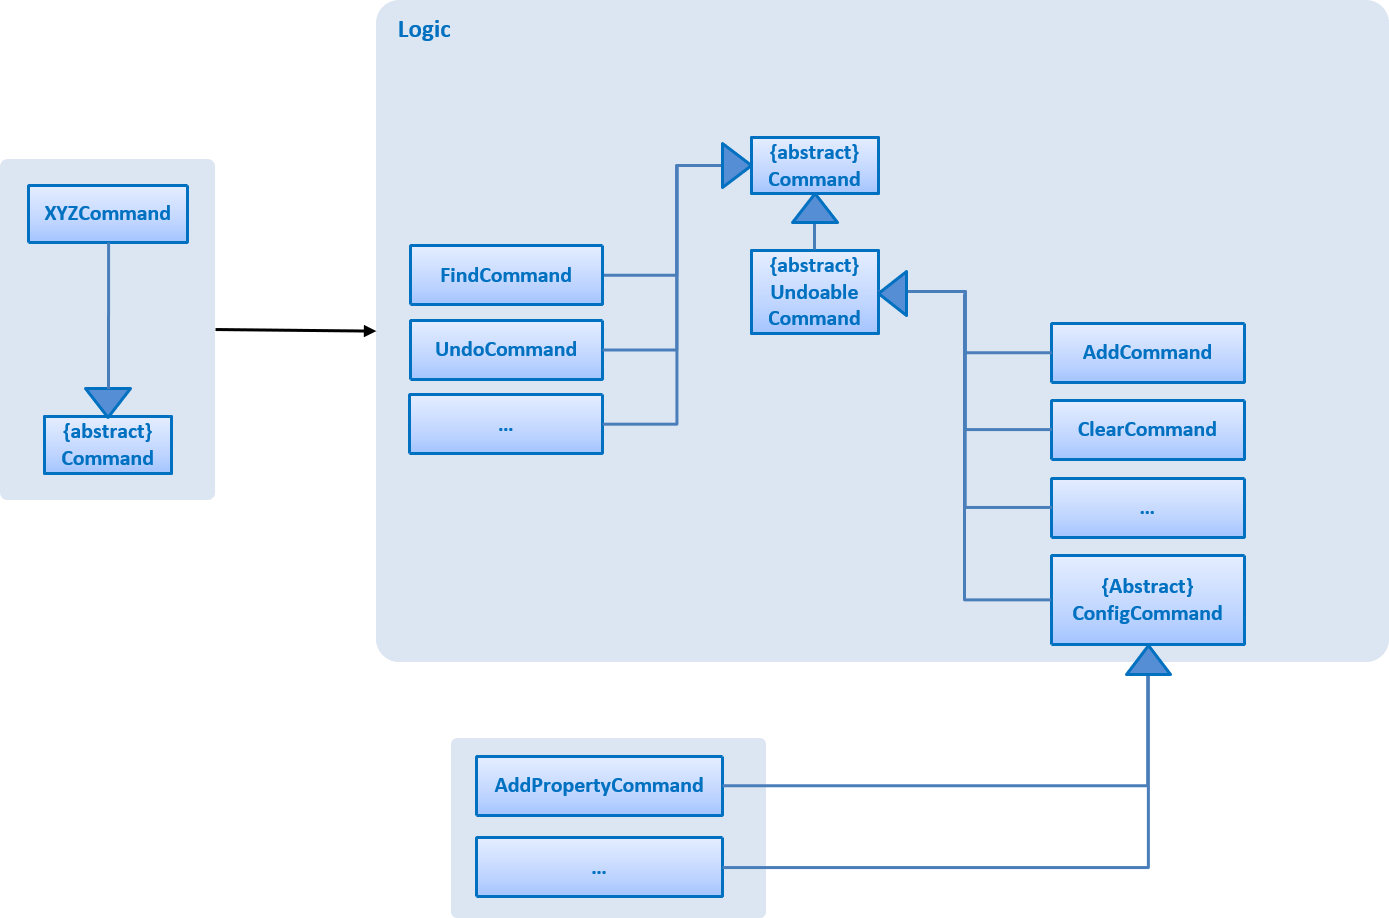 Logic
XYZCommand
{abstract}
Command
{abstract}
Command
{abstract}
Undoable
Command
FindCommand
UndoCommand
...
AddCommand
ClearCommand
...
{Abstract}
ConfigCommand
AddPropertyCommand
...